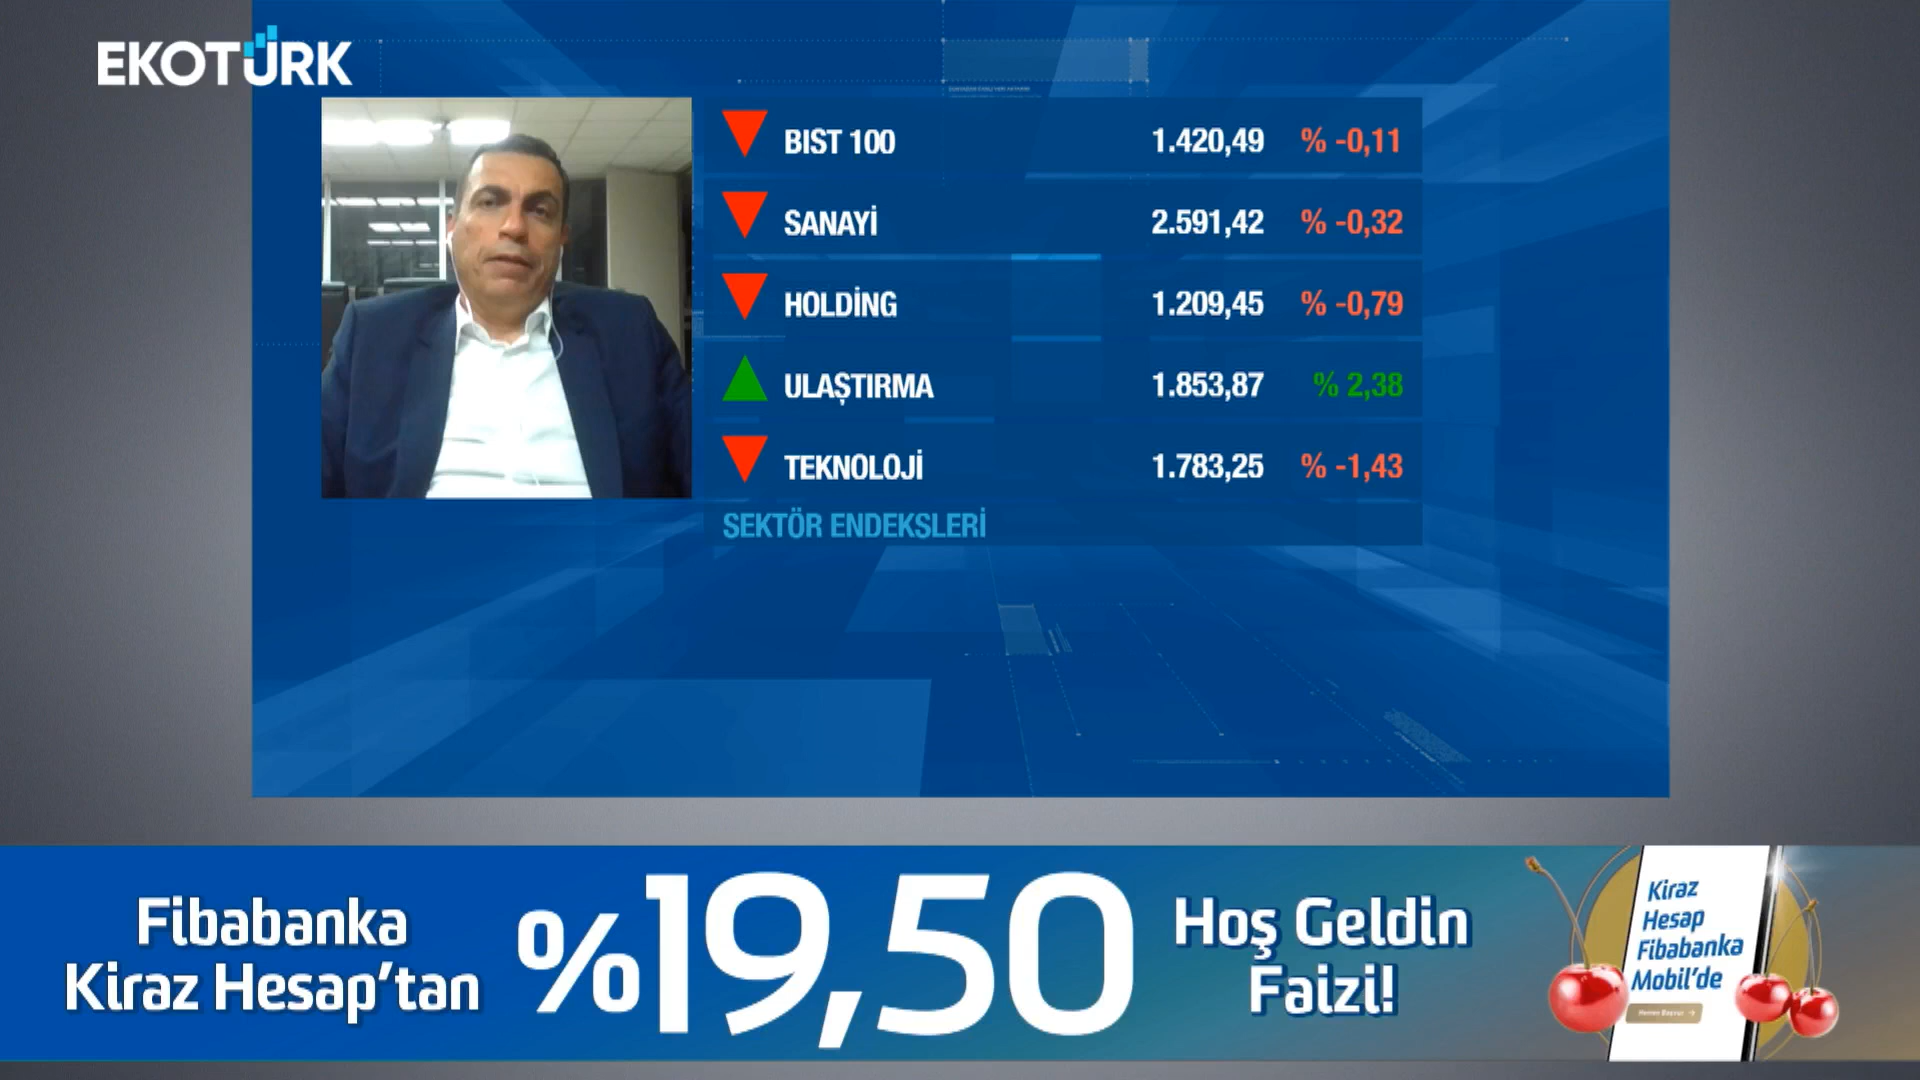 EKOTÜRK
BIST 100 1.420,49 % -0,11
SANAYİ 2.591,42 % -0,32
HOLDİNG 1.209,45 % -0,79
ULAŞTIRMA 1.853,87 % 2,38
TEKNOLOJİ 1.783,25 % -1,43
SEKTÖR ENDEKSLERİ
Fibabanka
Kiraz Hesap’tan
%19,50
Hoş Geldin
Faizi!
Kiraz
Hesap
Fibabanka
Mobil’de
Hemen Başvur